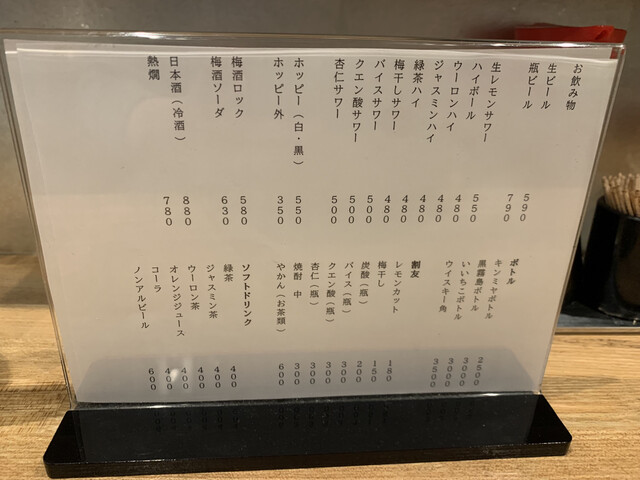 お飲み物
生ビール 590
瓶ビール 790
生レモンサワー 550
ハイボール 480
ウーロンハイ 480
ジャスミンハイ 480
緑茶ハイ 480
梅干しサワー 480
バイスサワー 500
クエン酸サワー 500
杏仁サワー 500
ホッピー（白・黒） 550
ホッピー外 350
梅酒ロック 580
梅酒ソーダ 630
日本酒（冷酒） 880
熱燗 780
ボトル
キンミヤボトル 2500
黒霧島ボトル 3000
いいちこボトル 3000
ウイスキー角 3500
割友
レモンカット 180
梅干し 150
炭酸（瓶） 200
バイス（瓶） 300
クエン酸（瓶） 300
杏仁（瓶） 300
焼酎 中 300
やかん（お茶類） 600
ソフトドリンク
緑茶 400
ジャスミン茶 400
ウーロン茶 400
オレンジジュース 400
コーラ 400
ノンアルビール 600